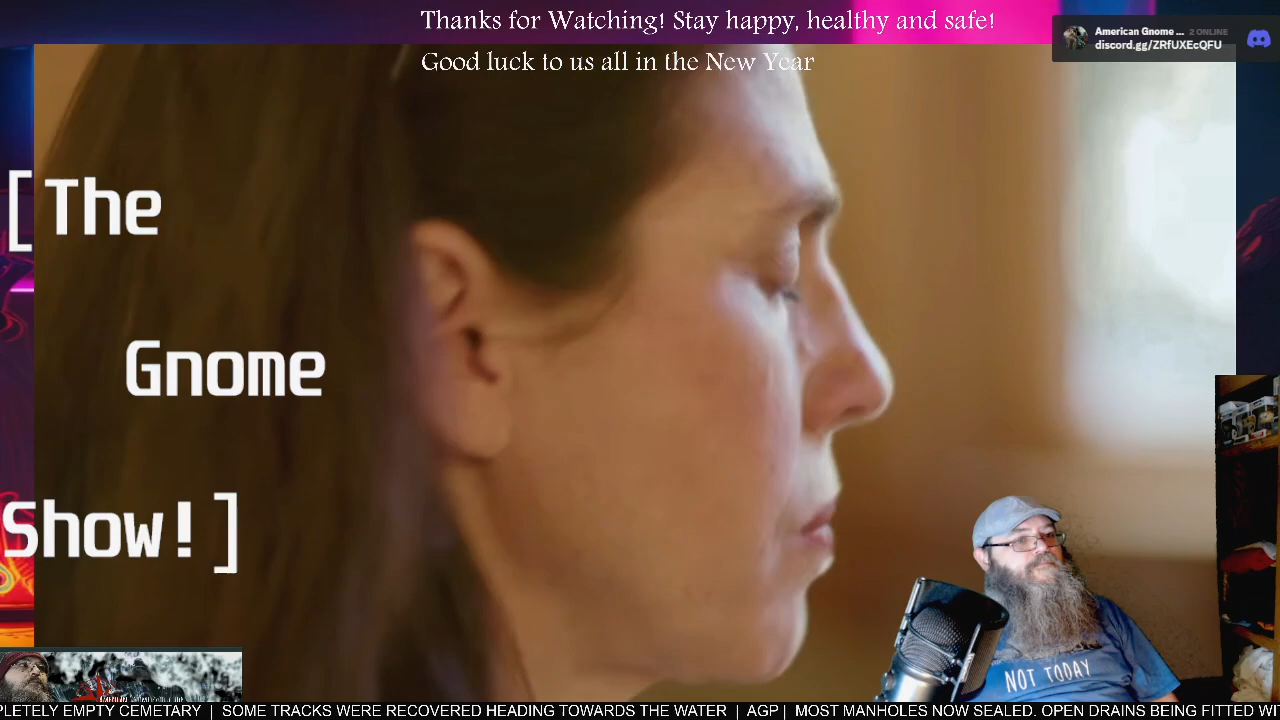 Thanks for Watching! Stay happy, healthy and safe!
Good luck to us all in the New Year
American Gnome ... 2 ONLINE
discord.gg/ZRfUXEcQFU
[The
Gnome
Show!]
NOT TODAY
PLETELY EMPTY CEMETARY | SOME TRACKS WERE RECOVERED HEADING TOWARDS THE WATER | AGP | MOST MANHOLES NOW SEALED. OPEN DRAINS BEING FITTED WI